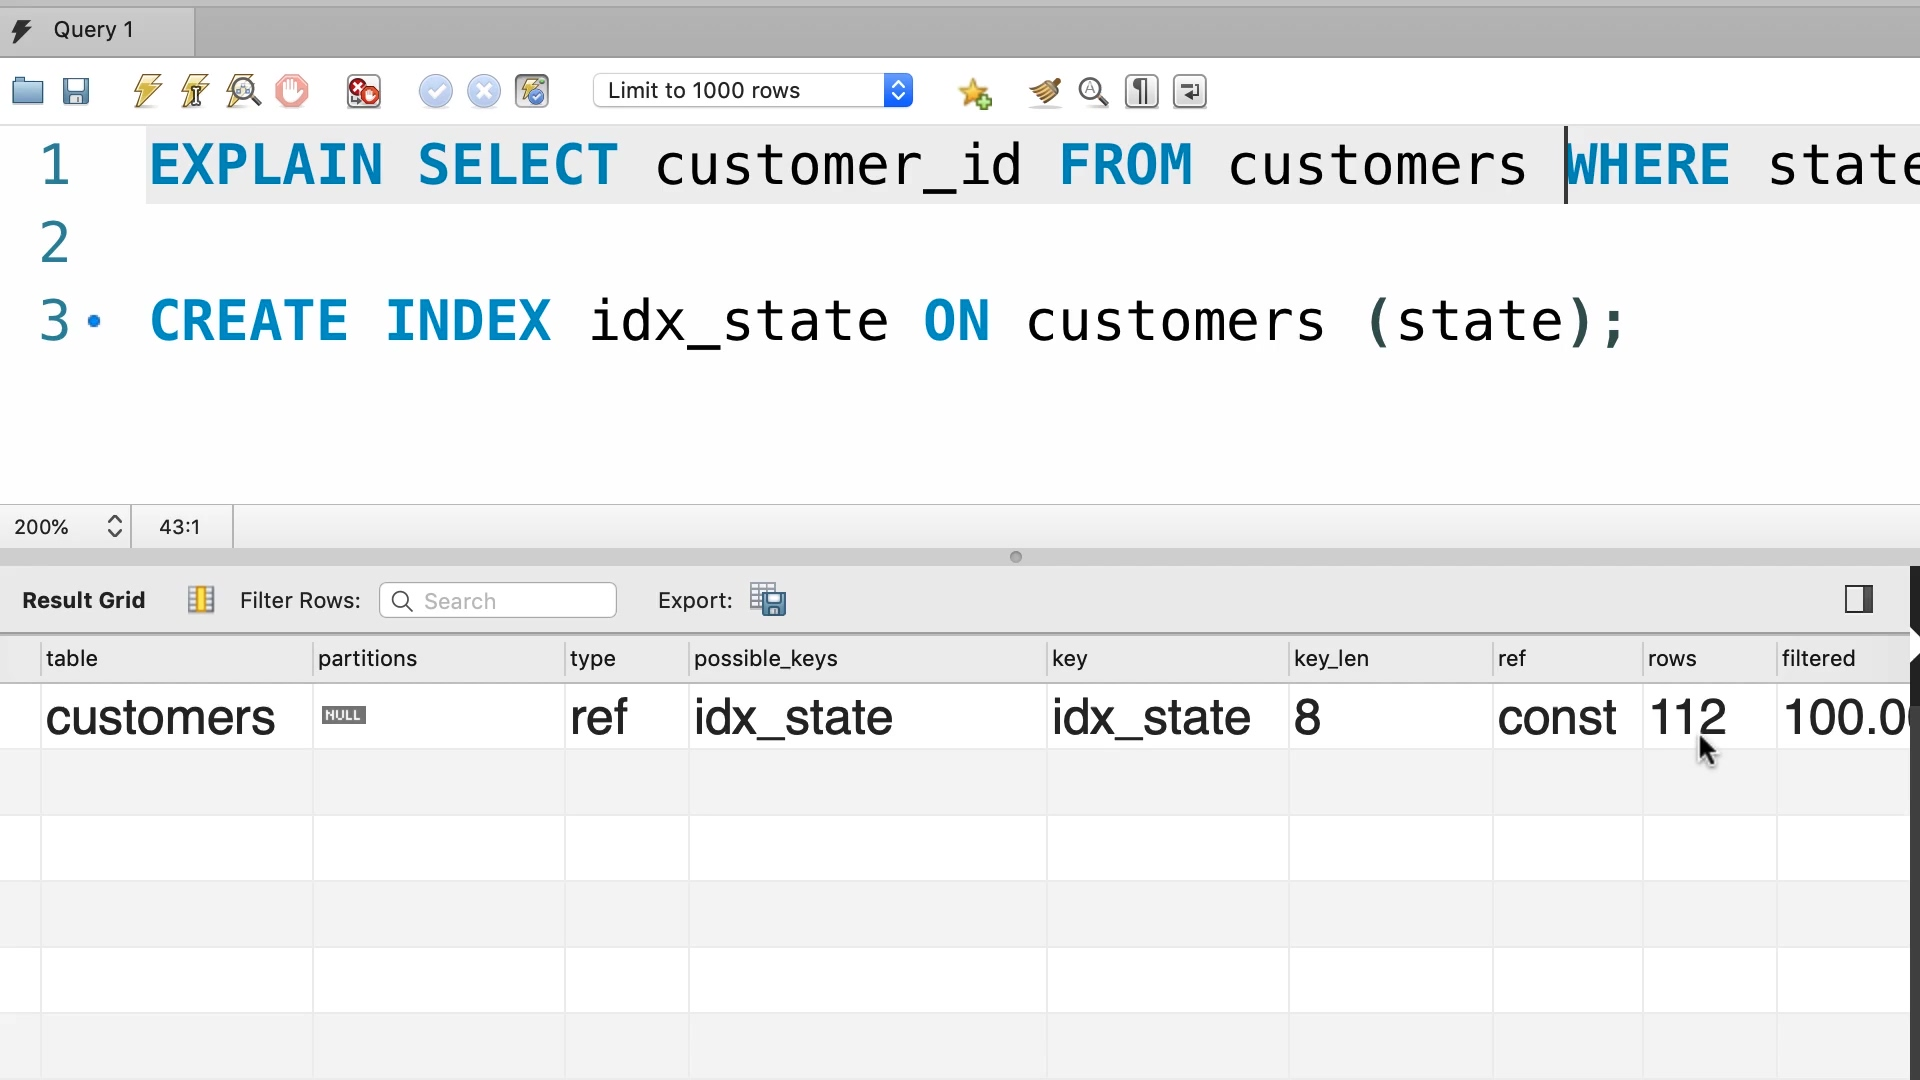 Query 1
Limit to 1000 rows
1 EXPLAIN SELECT customer_id FROM customers WHERE state
2
3 CREATE INDEX idx_state ON customers (state);
200% 43:1
Result Grid Filter Rows: Search Export:
table partitions type possible_keys key key_len ref rows filtered
customers NULL ref idx_state idx_state 8 const 112 100.0